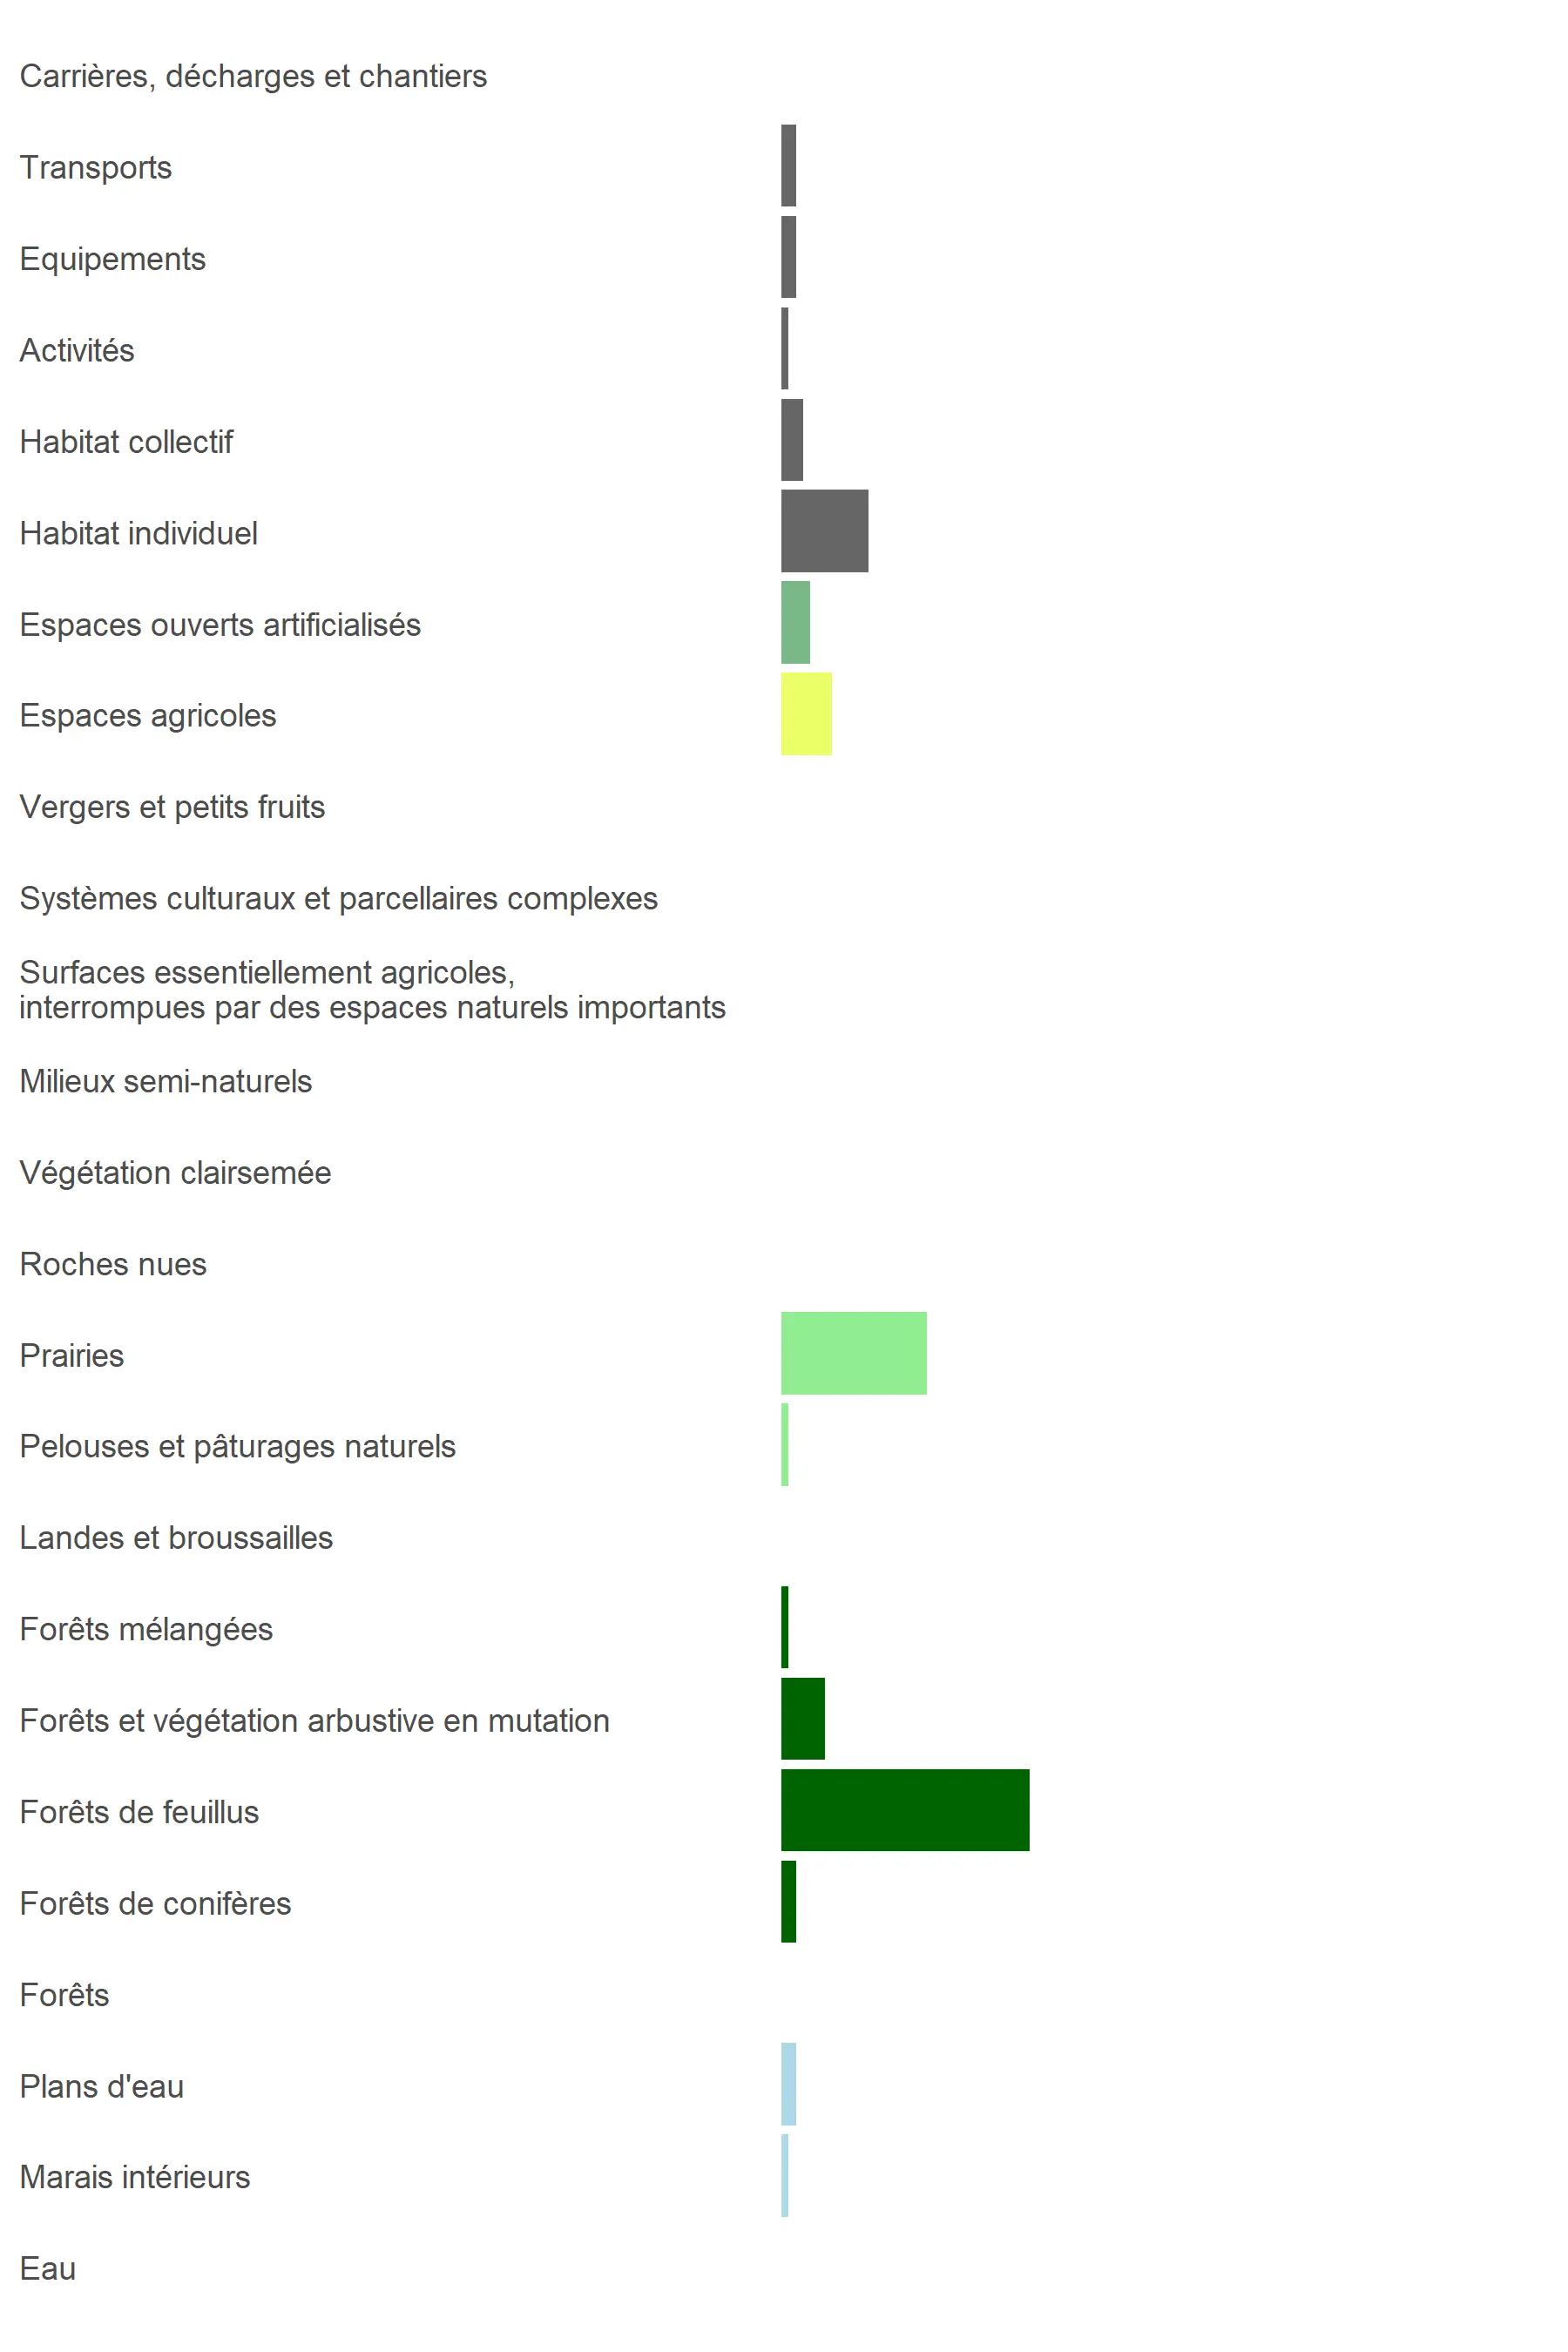 Carrières, décharges et chantiers
Transports
Equipements
Activités
Habitat collectif
Habitat individuel
Espaces ouverts artificialisés
Espaces agricoles
Vergers et petits fruits
Systèmes culturaux et parcellaires complexes
Surfaces essentiellement agricoles,
interrompues par des espaces naturels importants
Milieux semi-naturels
Végétation clairsemée
Roches nues
Prairies
Pelouses et pâturages naturels
Landes et broussailles
Forêts mélangées
Forêts et végétation arbustive en mutation
Forêts de feuillus
Forêts de conifères
Forêts
Plans d'eau
Marais intérieurs
Eau